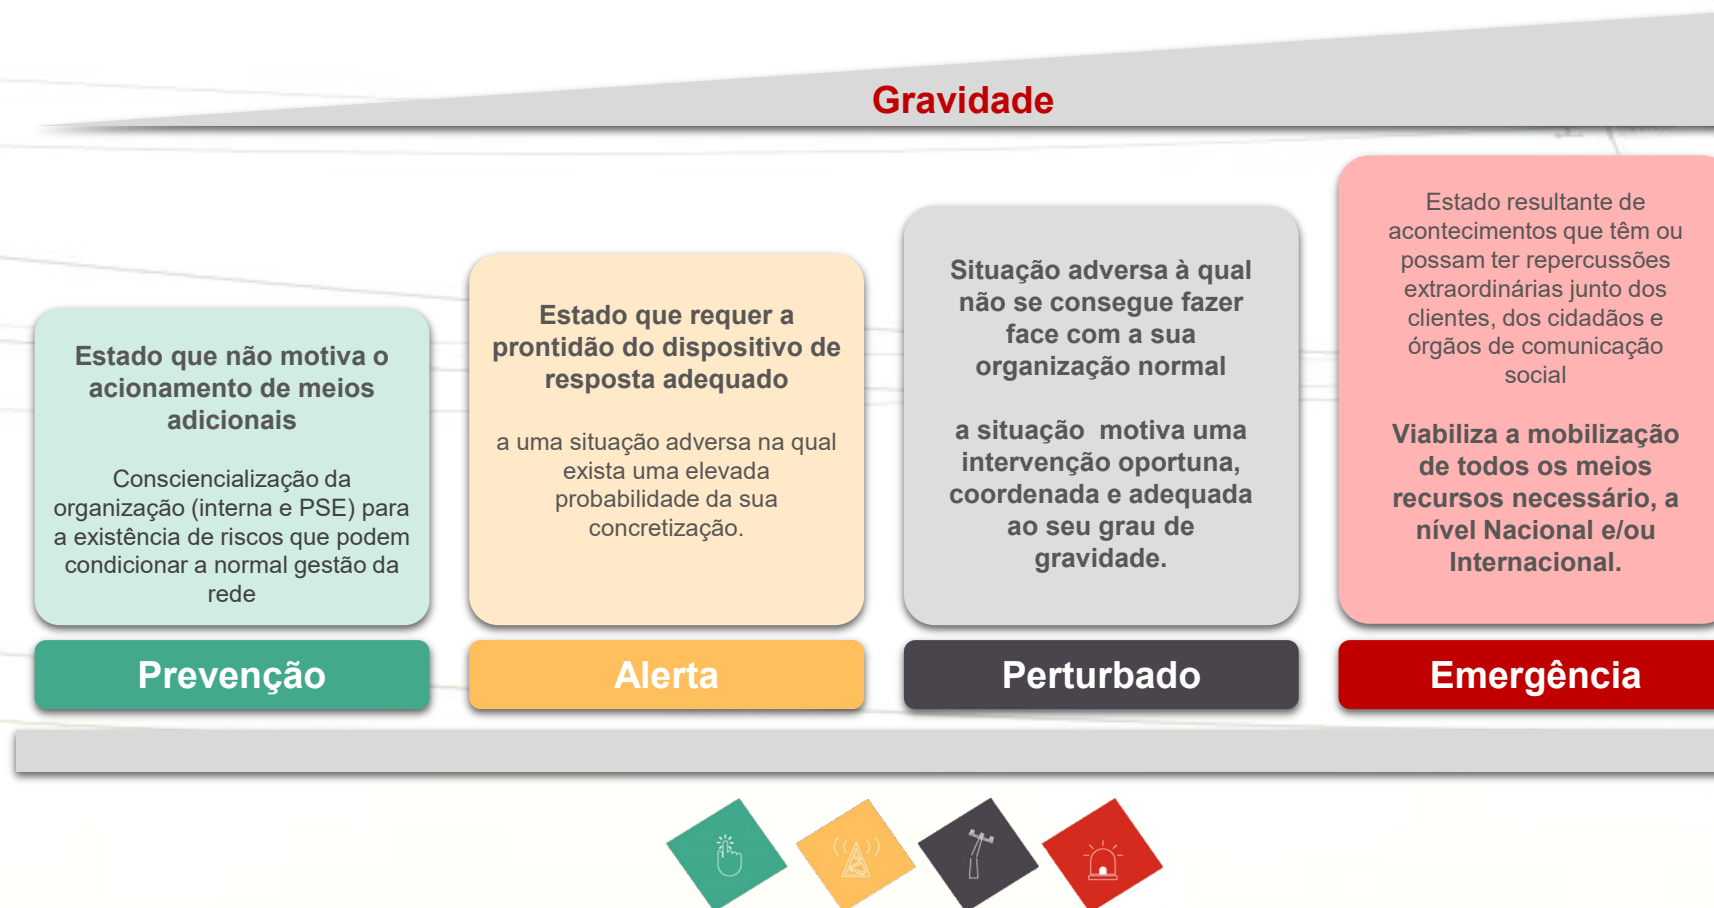 Gravidade
Estado que não motiva o
acionamento de meios
adicionais
Consciencialização da
organização (interna e PSE) para
a existência de riscos que podem
condicionar a normal gestão da
rede
Prevenção
Estado que requer a
prontidão do dispositivo de
resposta adequado
a uma situação adversa na qual
exista uma elevada
probabilidade da sua
concretização.
Alerta
Situação adversa à qual
não se consegue fazer
face com a sua
organização normal
a situação  motiva uma
intervenção oportuna,
coordenada e adequada
ao seu grau de
gravidade.
Perturbado
Estado resultante de
acontecimentos que têm ou
possam ter repercussões
extraordinárias junto dos
clientes, dos cidadãos e
órgãos de comunicação
social
Viabiliza a mobilização
de todos os meios
recursos necessário, a
nível Nacional e/ou
Internacional.
Emergência